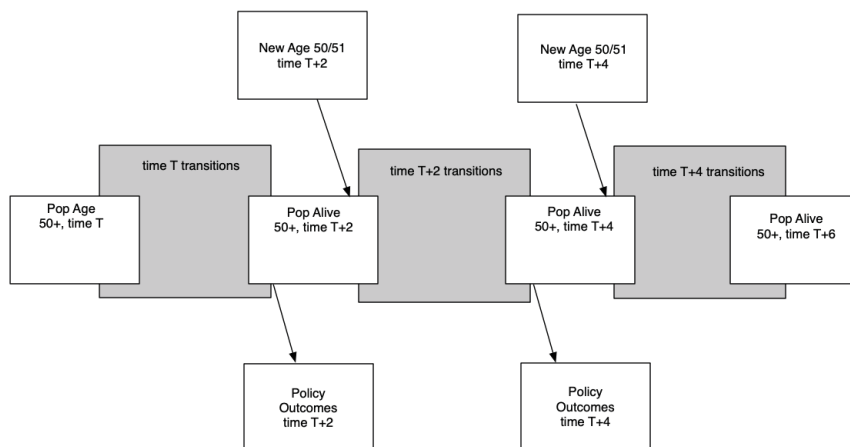 New Age 50/51
time T+2
New Age 50/51
time T+4
time T transitions
time T+2 transitions
time T+4 transitions
Pop Age
50+, time T
Pop Alive
50+, time T+2
Pop Alive
50+, time T+4
Pop Alive
50+, time T+6
Policy
Outcomes
time T+2
Policy
Outcomes
time T+4